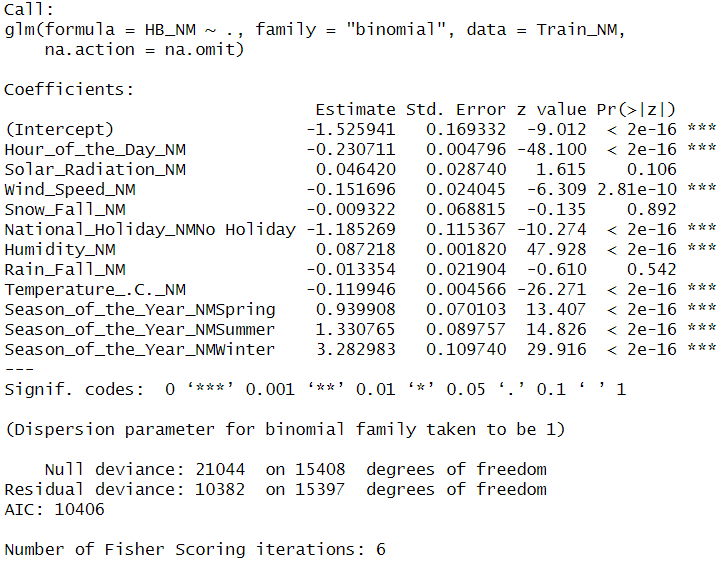 Call:
glm(formula = HB_NM ~ ., family = "binomial", data = Train_NM,
    na.action = na.omit)
Coefficients:
                                Estimate Std. Error z value Pr(>|z|)
(Intercept)                    -1.525941   0.169332  -9.012  < 2e-16 ***
Hour_of_the_Day_NM             -0.230711   0.004796 -48.100  < 2e-16 ***
Solar_Radiation_NM              0.046420   0.028740   1.615    0.106
Wind_Speed_NM                  -0.151696   0.024045  -6.309 2.81e-10 ***
Snow_Fall_NM                   -0.009322   0.068815  -0.135    0.892
National_Holiday_NMNo Holiday  -1.185269   0.115367 -10.274  < 2e-16 ***
Humidity_NM                     0.087218   0.001820  47.928  < 2e-16 ***
Rain_Fall_NM                   -0.013354   0.021904  -0.610    0.542
Temperature_.C._NM             -0.119946   0.004566 -26.271  < 2e-16 ***
Season_of_the_Year_NMSpring     0.939908   0.070103  13.407  < 2e-16 ***
Season_of_the_Year_NMSummer     1.330765   0.089757  14.826  < 2e-16 ***
Season_of_the_Year_NMWinter     3.282983   0.109740  29.916  < 2e-16 ***
---
Signif. codes:  0 ‘***’ 0.001 ‘**’ 0.01 ‘*’ 0.05 ‘.’ 0.1 ‘ ’ 1
(Dispersion parameter for binomial family taken to be 1)
    Null deviance: 21044  on 15408  degrees of freedom
Residual deviance: 10382  on 15397  degrees of freedom
AIC: 10406
Number of Fisher Scoring iterations: 6